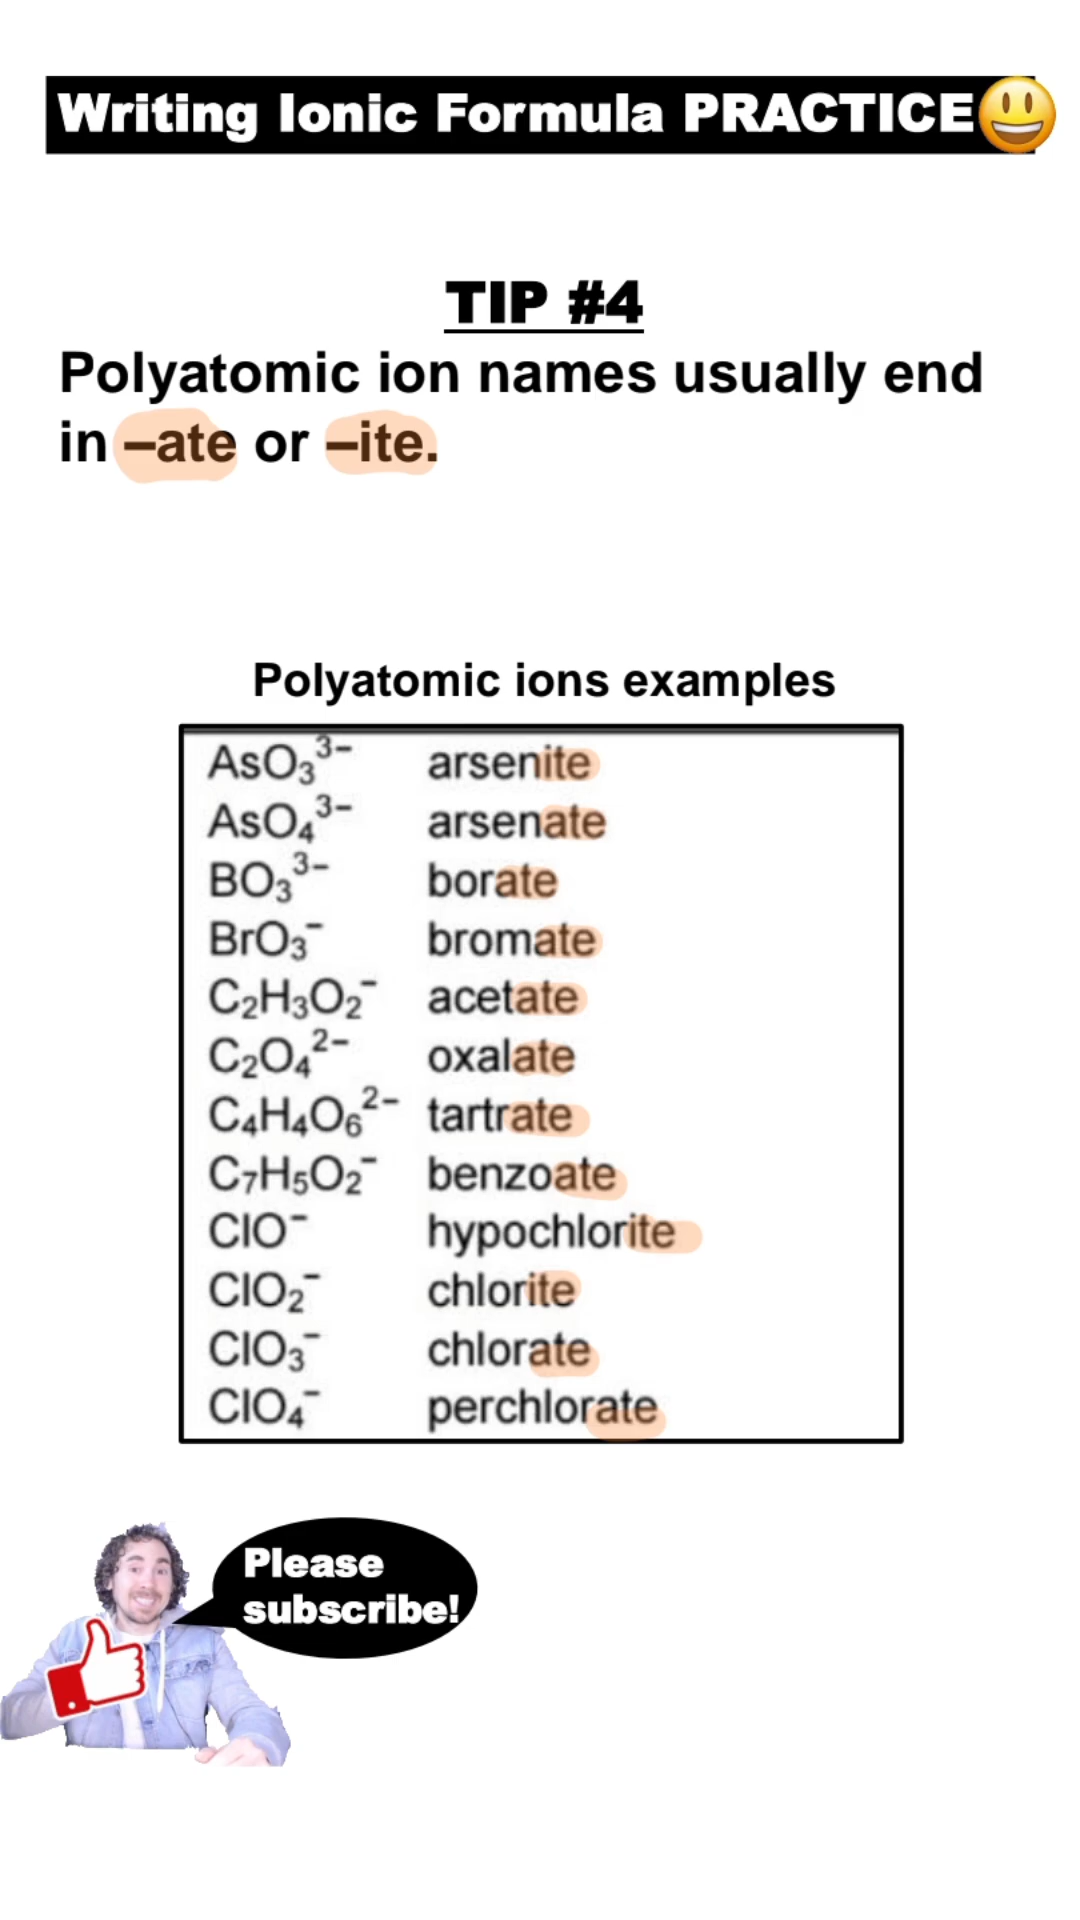 Writing Ionic Formula PRACTICE
TIP #4
Polyatomic ion names usually end
in –ate or –ite.
Polyatomic ions examples
AsO₃³⁻ arsenite
AsO₄³⁻ arsenate
BO₃³⁻ borate
BrO₃⁻ bromate
C₂H₃O₂⁻ acetate
C₂O₄²⁻ oxalate
C₄H₄O₆²⁻ tartrate
C₇H₅O₂⁻ benzoate
ClO⁻ hypochlorite
ClO₂⁻ chlorite
ClO₃⁻ chlorate
ClO₄⁻ perchlorate
Please
subscribe!